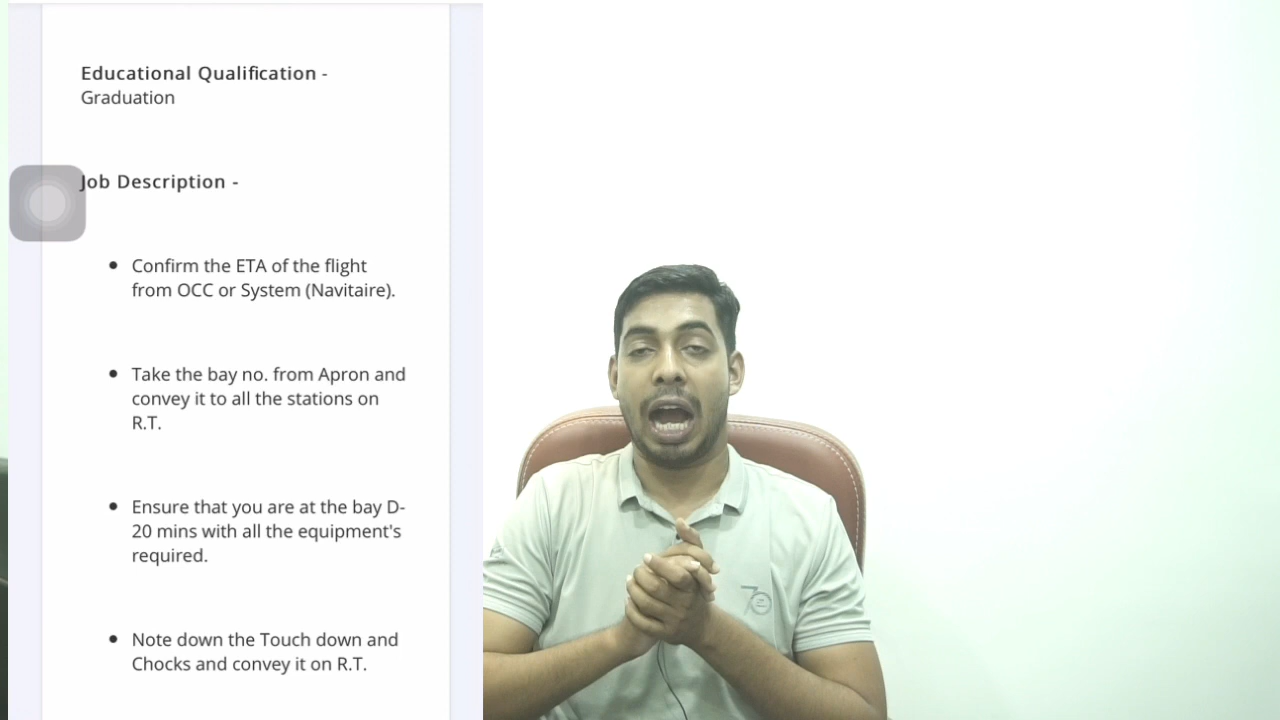 Educational Qualification -
Graduation
Job Description -
• Confirm the ETA of the flight
from OCC or System (Navitaire).
• Take the bay no. from Apron and
convey it to all the stations on
R.T.
• Ensure that you are at the bay D-
20 mins with all the equipment's
required.
• Note down the Touch down and
Chocks and convey it on R.T.
70